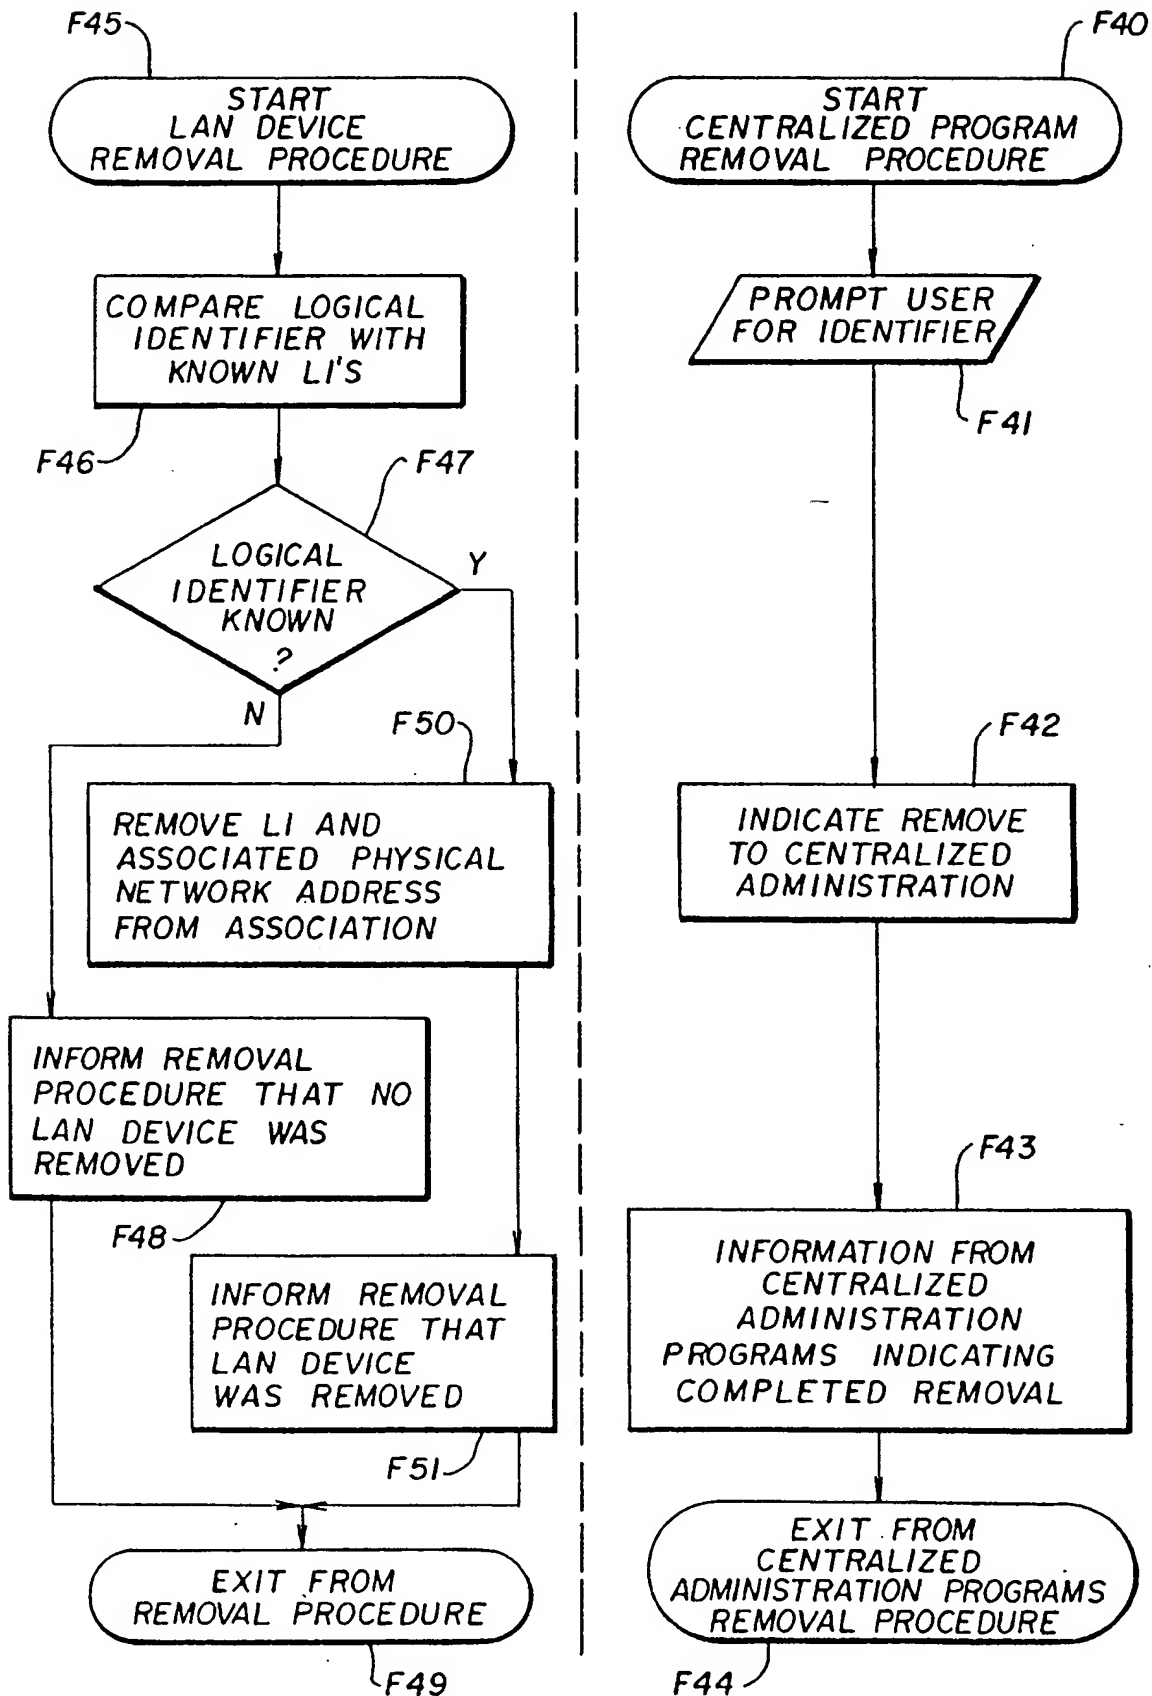 F45
START
LAN DEVICE
REMOVAL PROCEDURE
COMPARE LOGICAL
IDENTIFIER WITH
KNOWN LI'S
F46
F47
LOGICAL
IDENTIFIER
KNOWN
?
Y
N
F50
REMOVE LI AND
ASSOCIATED PHYSICAL
NETWORK ADDRESS
FROM ASSOCIATION
INFORM REMOVAL
PROCEDURE THAT NO
LAN DEVICE WAS
REMOVED
F48
INFORM REMOVAL
PROCEDURE THAT
LAN DEVICE
WAS REMOVED
F51
EXIT FROM
REMOVAL PROCEDURE
F49
F40
START
CENTRALIZED PROGRAM
REMOVAL PROCEDURE
PROMPT USER
FOR IDENTIFIER
F41
F42
INDICATE REMOVE
TO CENTRALIZED
ADMINISTRATION
F43
INFORMATION FROM
CENTRALIZED
ADMINISTRATION
PROGRAMS INDICATING
COMPLETED REMOVAL
EXIT FROM
CENTRALIZED
ADMINISTRATION PROGRAMS
REMOVAL PROCEDURE
F44